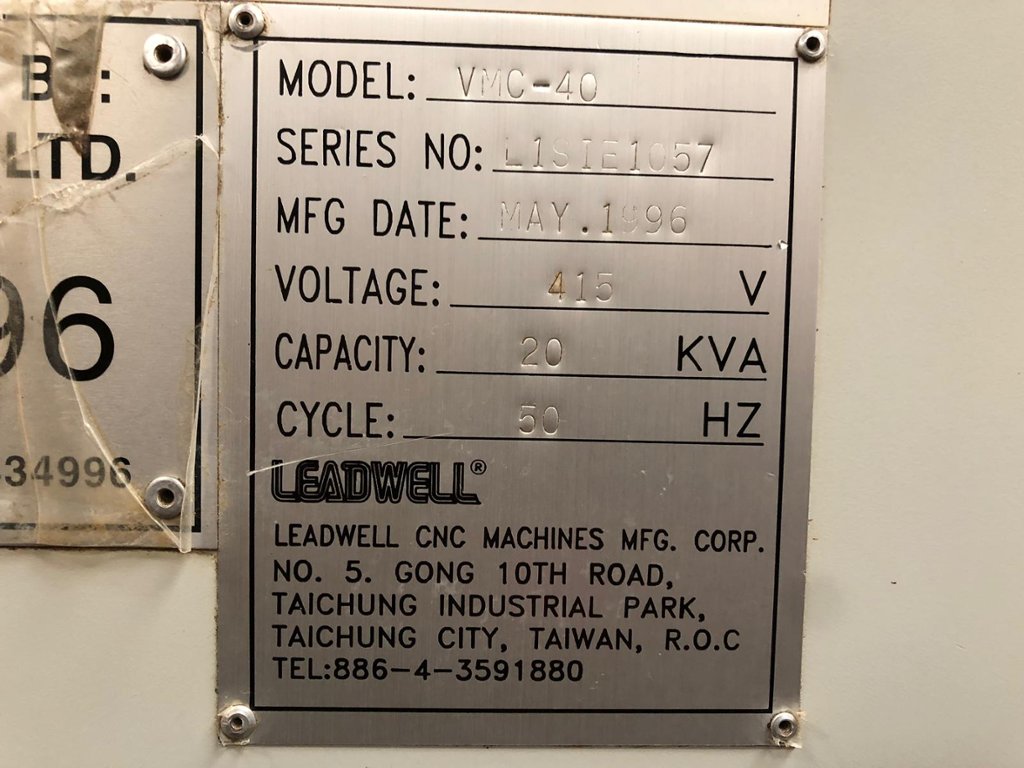 B :
LTD.
96
34996
MODEL: VMC-40
SERIES NO: L1SIE1057
MFG DATE: MAY.1996
VOLTAGE: 415 V
CAPACITY: 20 KVA
CYCLE: 50 HZ
LEADWELL®
LEADWELL CNC MACHINES MFG. CORP.
NO. 5. GONG 10TH ROAD,
TAICHUNG INDUSTRIAL PARK,
TAICHUNG CITY, TAIWAN, R.O.C
TEL:886-4-3591880